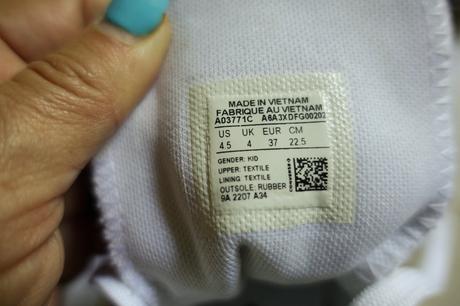 MADE IN VIETNAM
FABRIQUE AU VIETNAM
A03771C A6A3XDFG00202
US UK EUR CM
4.5 4 37 22.5
GENDER: KID
UPPER: TEXTILE
LINING: TEXTILE
OUTSOLE: RUBBER
9A 2207 A34